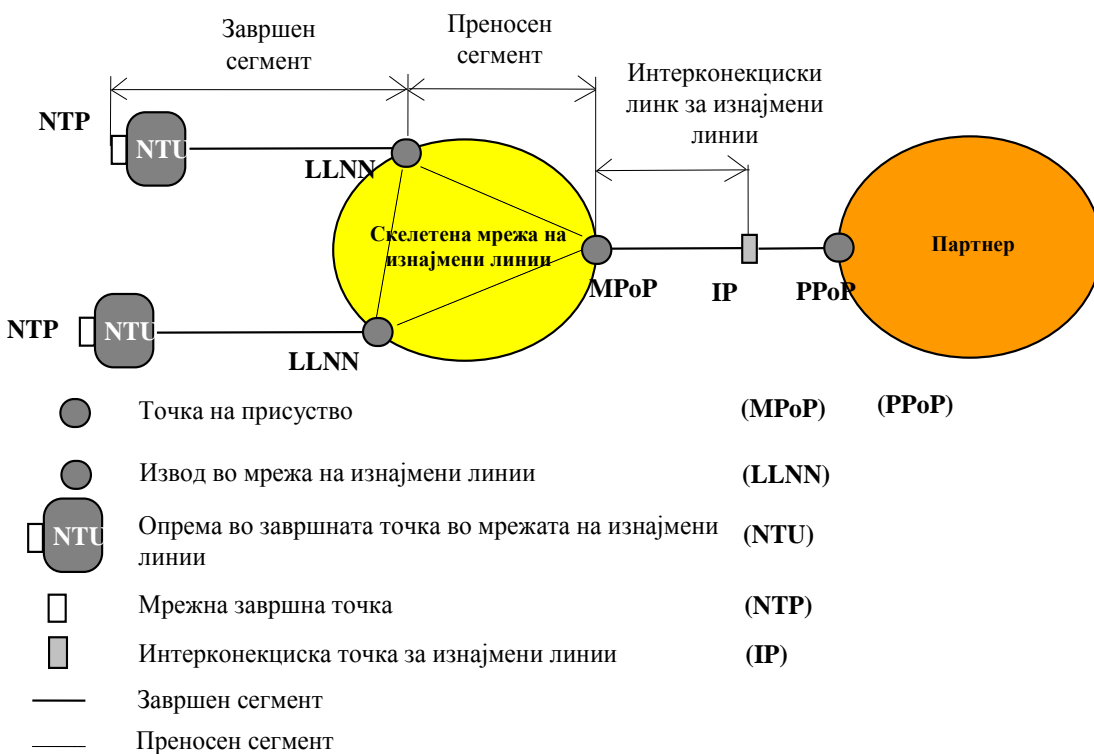 Завршен
сегмент
Преносен
сегмент
Интерконекциски
линк за изнајмени
линии
NTP
NTU
LLNN
Скелетена мрежа на
изнајмени линии
Партнер
MPoP
IP
PPoP
NTP
NTU
LLNN
Точка на присуство (MPoP) (PPoP)
Извод во мрежа на изнајмени линии (LLNN)
NTU
Опрема во завршната точка во мрежата на изнајмени
линии
(NTU)
Мрежна завршна точка (NTP)
Интерконекциска точка за изнајмени линии (IP)
Завршен сегмент
Преносен сегмент